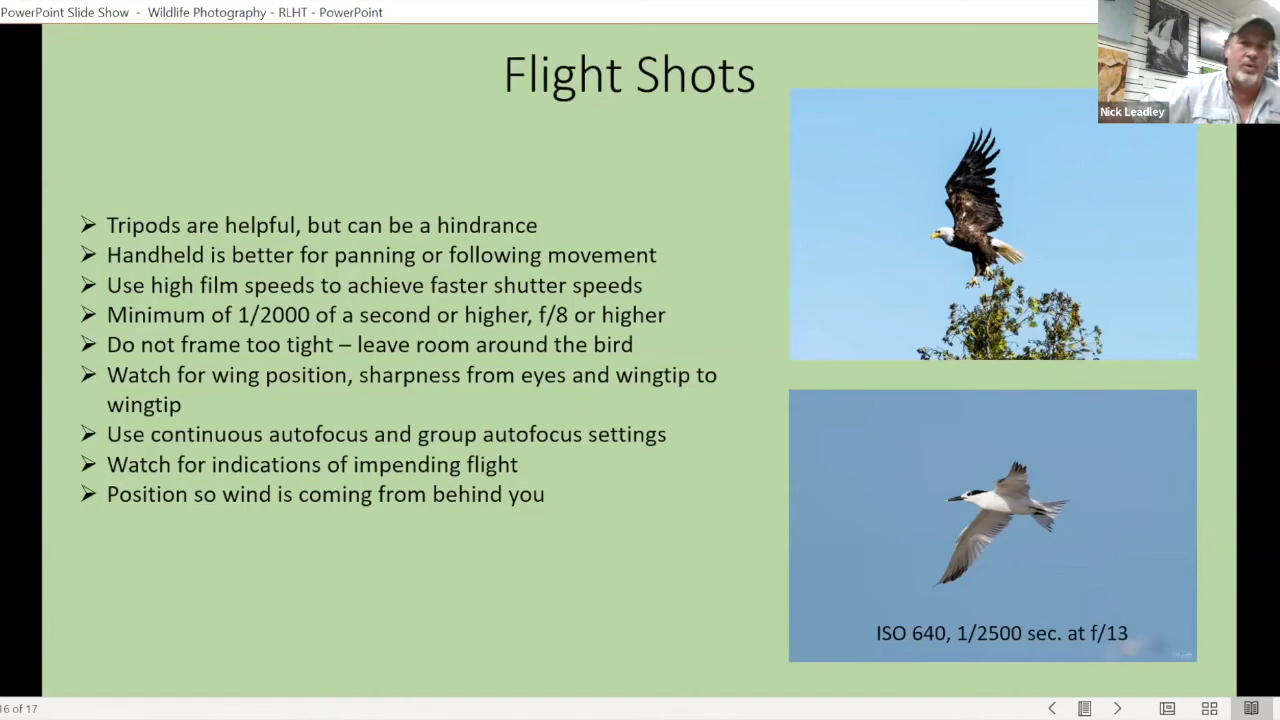 PowerPoint Slide Show - Wildlife Photography - RLHT - PowerPoint
Nick Leadley
Flight Shots
Tripods are helpful, but can be a hindrance
Handheld is better for panning or following movement
Use high film speeds to achieve faster shutter speeds
Minimum of 1/2000 of a second or higher, f/8 or higher
Do not frame too tight – leave room around the bird
Watch for wing position, sharpness from eyes and wingtip to
wingtip
Use continuous autofocus and group autofocus settings
Watch for indications of impending flight
Position so wind is coming from behind you
ISO 640, 1/2500 sec. at f/13
16 of 17